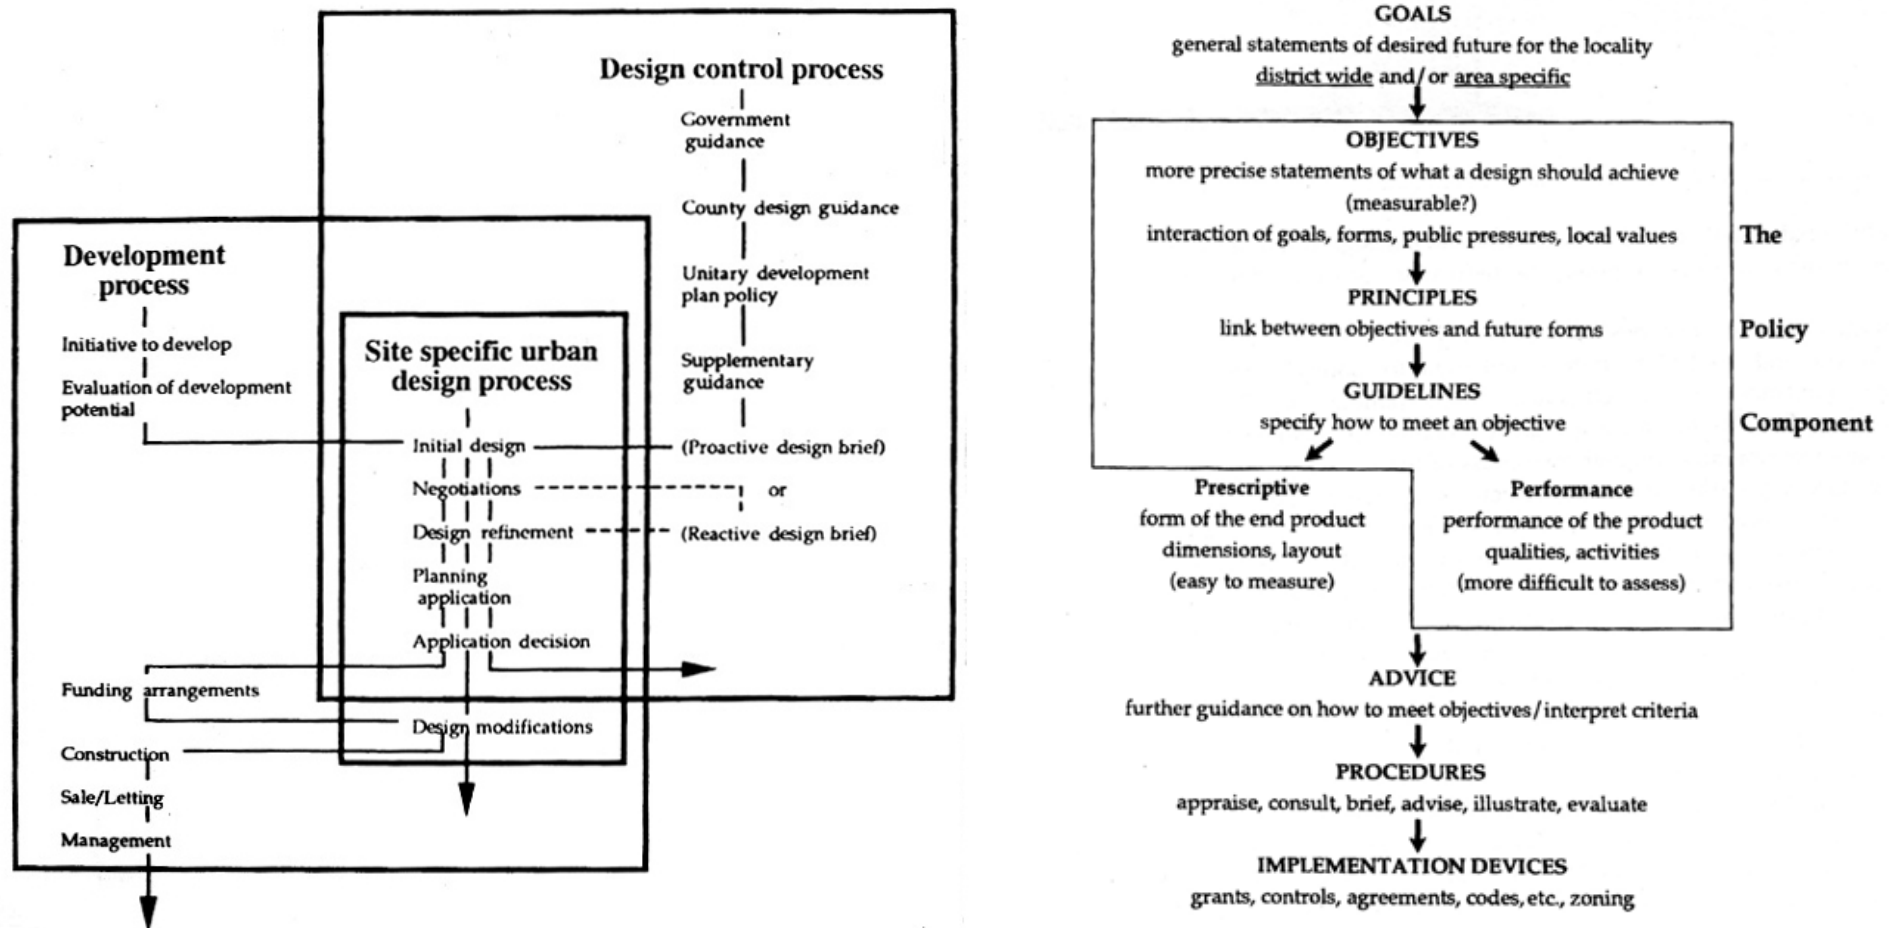 Design control process
Government
guidance
County design guidance
Unitary development
plan policy
Supplementary
guidance
(Proactive design brief)
or
(Reactive design brief)
Development
process
Initiative to develop
Evaluation of development
potential
Funding arrangements
Construction
Sale/Letting
Management
Site specific urban
design process
Initial design
Negotiations
Design refinement
Planning
application
Application decision
Design modifications
GOALS
general statements of desired future for the locality
district wide and/or area specific
OBJECTIVES
more precise statements of what a design should achieve
(measurable?)
interaction of goals, forms, public pressures, local values
PRINCIPLES
link between objectives and future forms
GUIDELINES
specify how to meet an objective
The
Policy
Component
Prescriptive
form of the end product
dimensions, layout
(easy to measure)
Performance
performance of the product
qualities, activities
(more difficult to assess)
ADVICE
further guidance on how to meet objectives/interpret criteria
PROCEDURES
appraise, consult, brief, advise, illustrate, evaluate
IMPLEMENTATION DEVICES
grants, controls, agreements, codes, etc., zoning